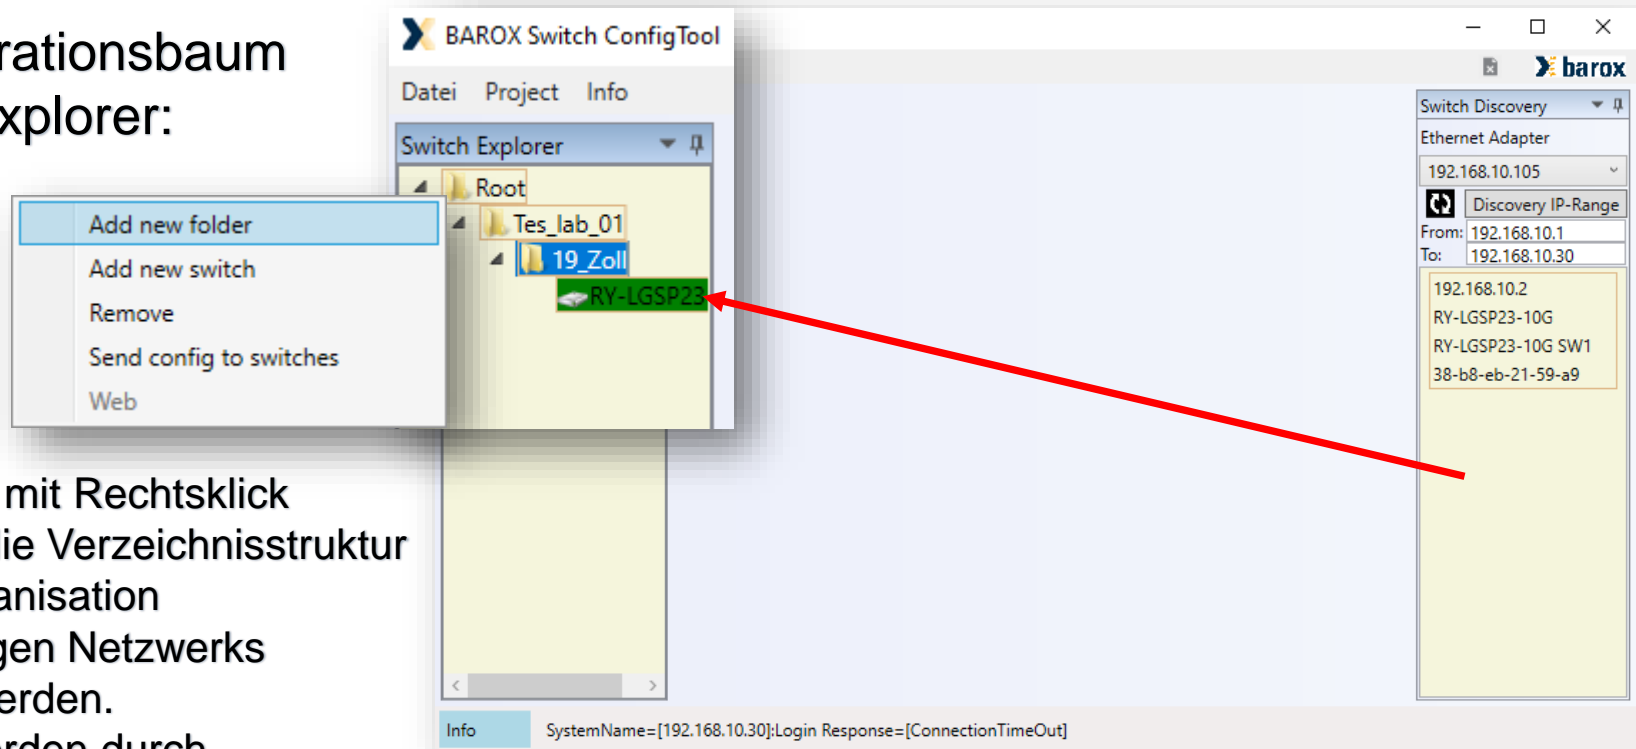 rationsbaum
xplorer:
BAROX Switch ConfigTool
Datei Project Info
Switch Explorer
Root
Tes_lab_01
19_Zoll
RY-LGSP23
Add new folder
Add new switch
Remove
Send config to switches
Web
mit Rechtsklick
die Verzeichnisstruktur
anisation
gen Netzwerks
erden.
rden durch
barox
Switch Discovery
Ethernet Adapter
192.168.10.105
Discovery IP-Range
From: 192.168.10.1
To: 192.168.10.30
192.168.10.2
RY-LGSP23-10G
RY-LGSP23-10G SW1
38-b8-eb-21-59-a9
Info SystemName=[192.168.10.30]:Login Response=[ConnectionTimeOut]